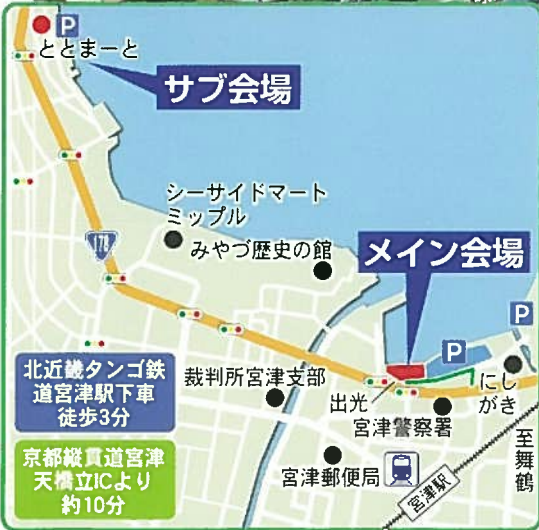 P
ととまーと
サブ会場
シーサイドマート
ミップル
178
みやづ歴史の館
メイン会場
P
P
北近畿タンゴ鉄
道宮津駅下車
徒歩3分
裁判所宮津支部
出光
にし
がき
宮津警察署
至舞鶴
京都縦貫道宮津
天橋立ICより
約10分
宮津郵便局
宮津駅